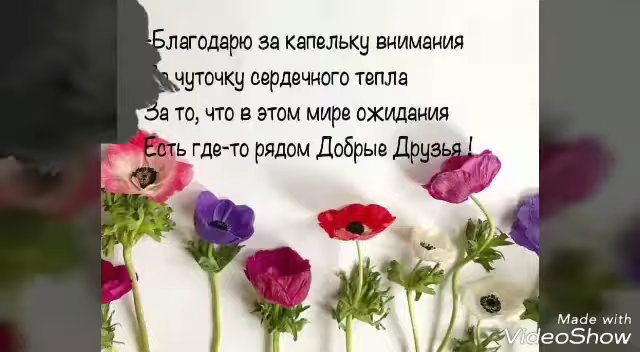 -Благодарю за капельку внимания
чуточку сердечного тепла
За то, что в этом мире ожидания
Есть где-то рядом Добрые Друзья !
Made with
VideoShow